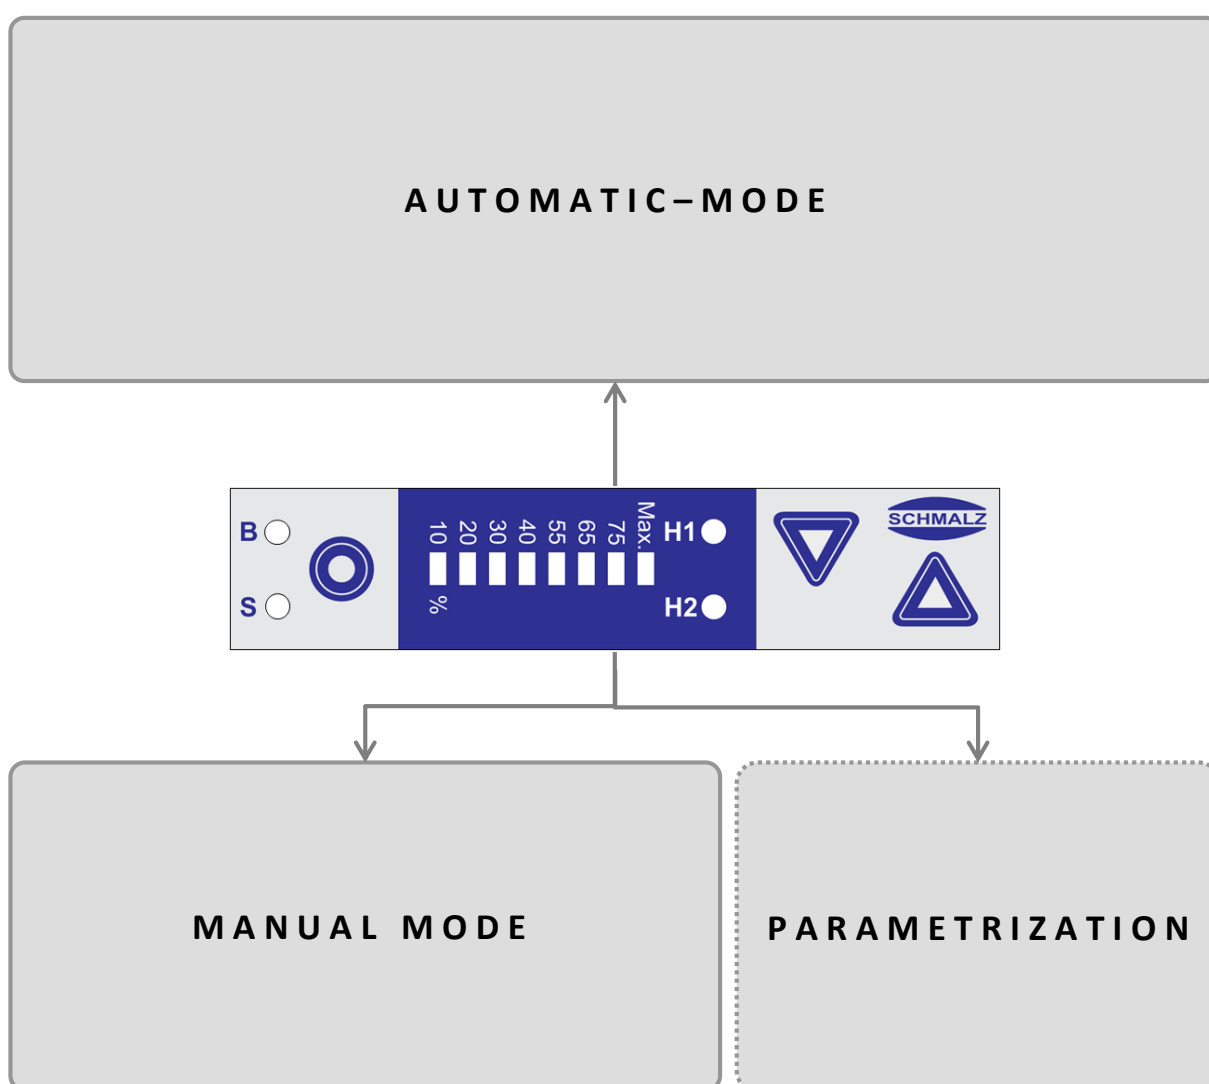 AUTOMATIC–MODE
B
S
10 20 30 40 55 65 75 Max.
%
H1
H2
SCHMALZ
MANUAL MODE
PARAMETRIZATION